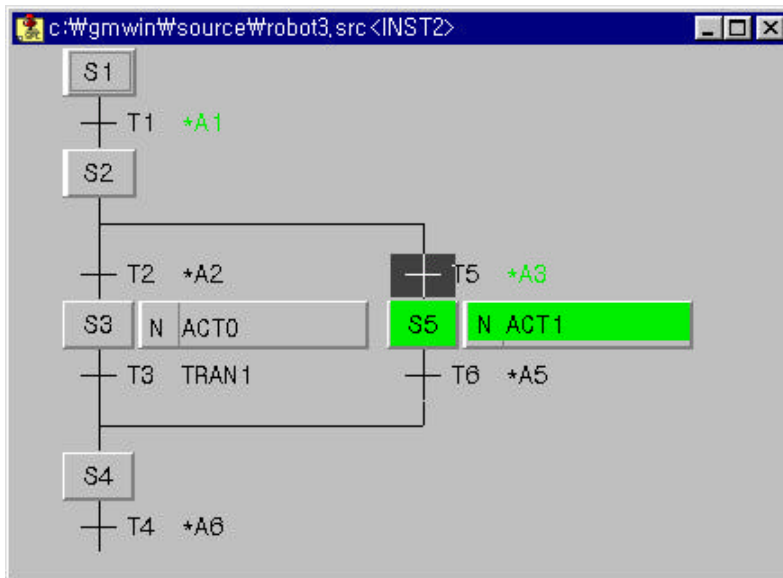 c:₩gmwin₩source₩robot3.src<INST2>
S1
T1 *A1
S2
T2 *A2 T5 *A3
S3 N ACT0 S5 N ACT1
T3 TRAN1 T6 *A5
S4
T4 *A6